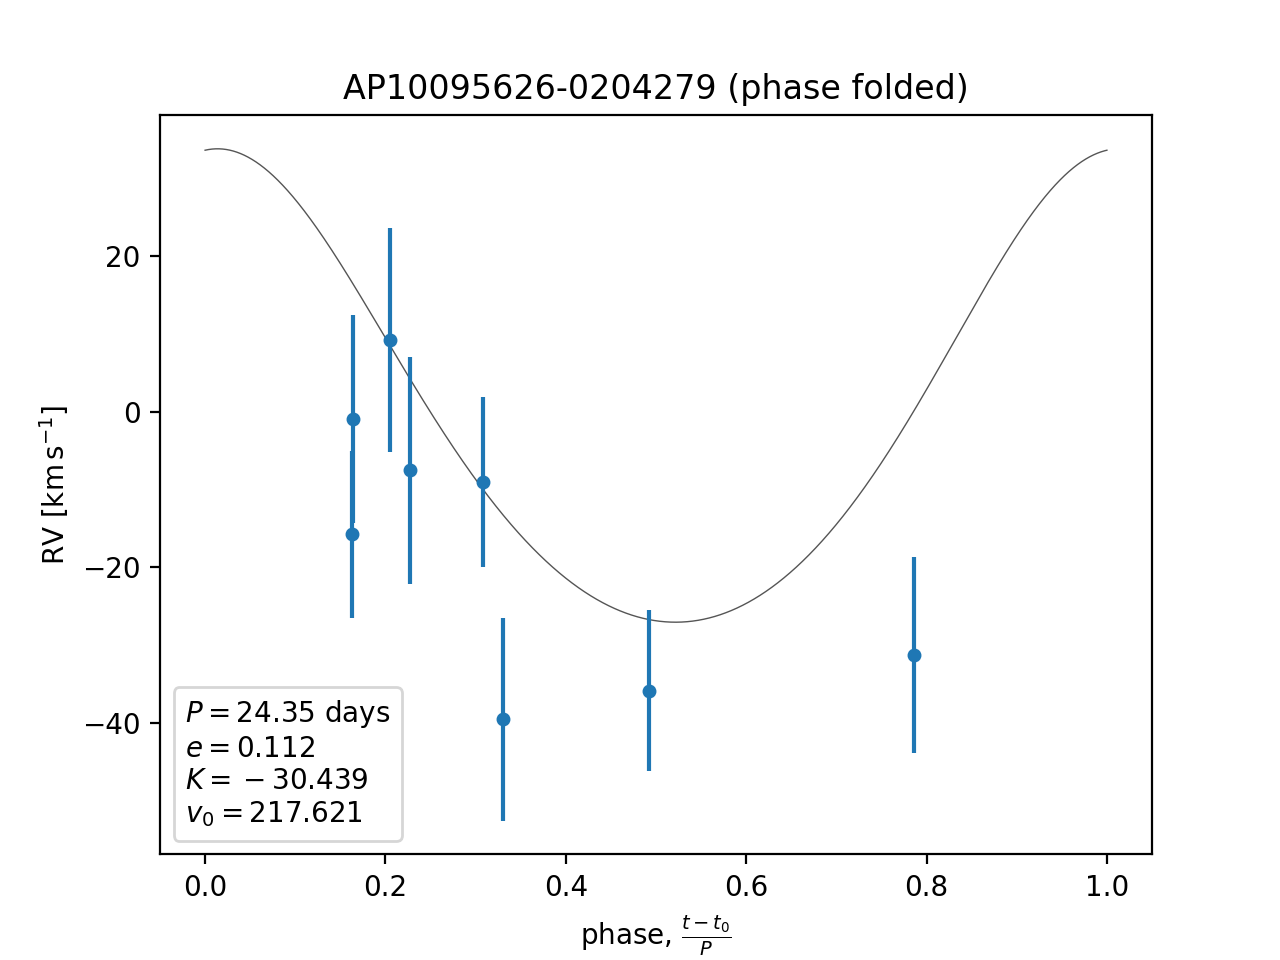 AP10095626-0204279 (phase folded)
RV [km s⁻¹]
20
0
−20
−40
P = 24.35 days
e = 0.112
K = −30.439
v₀ = 217.621
0.0 0.2 0.4 0.6 0.8 1.0
phase, (t − t₀)/P